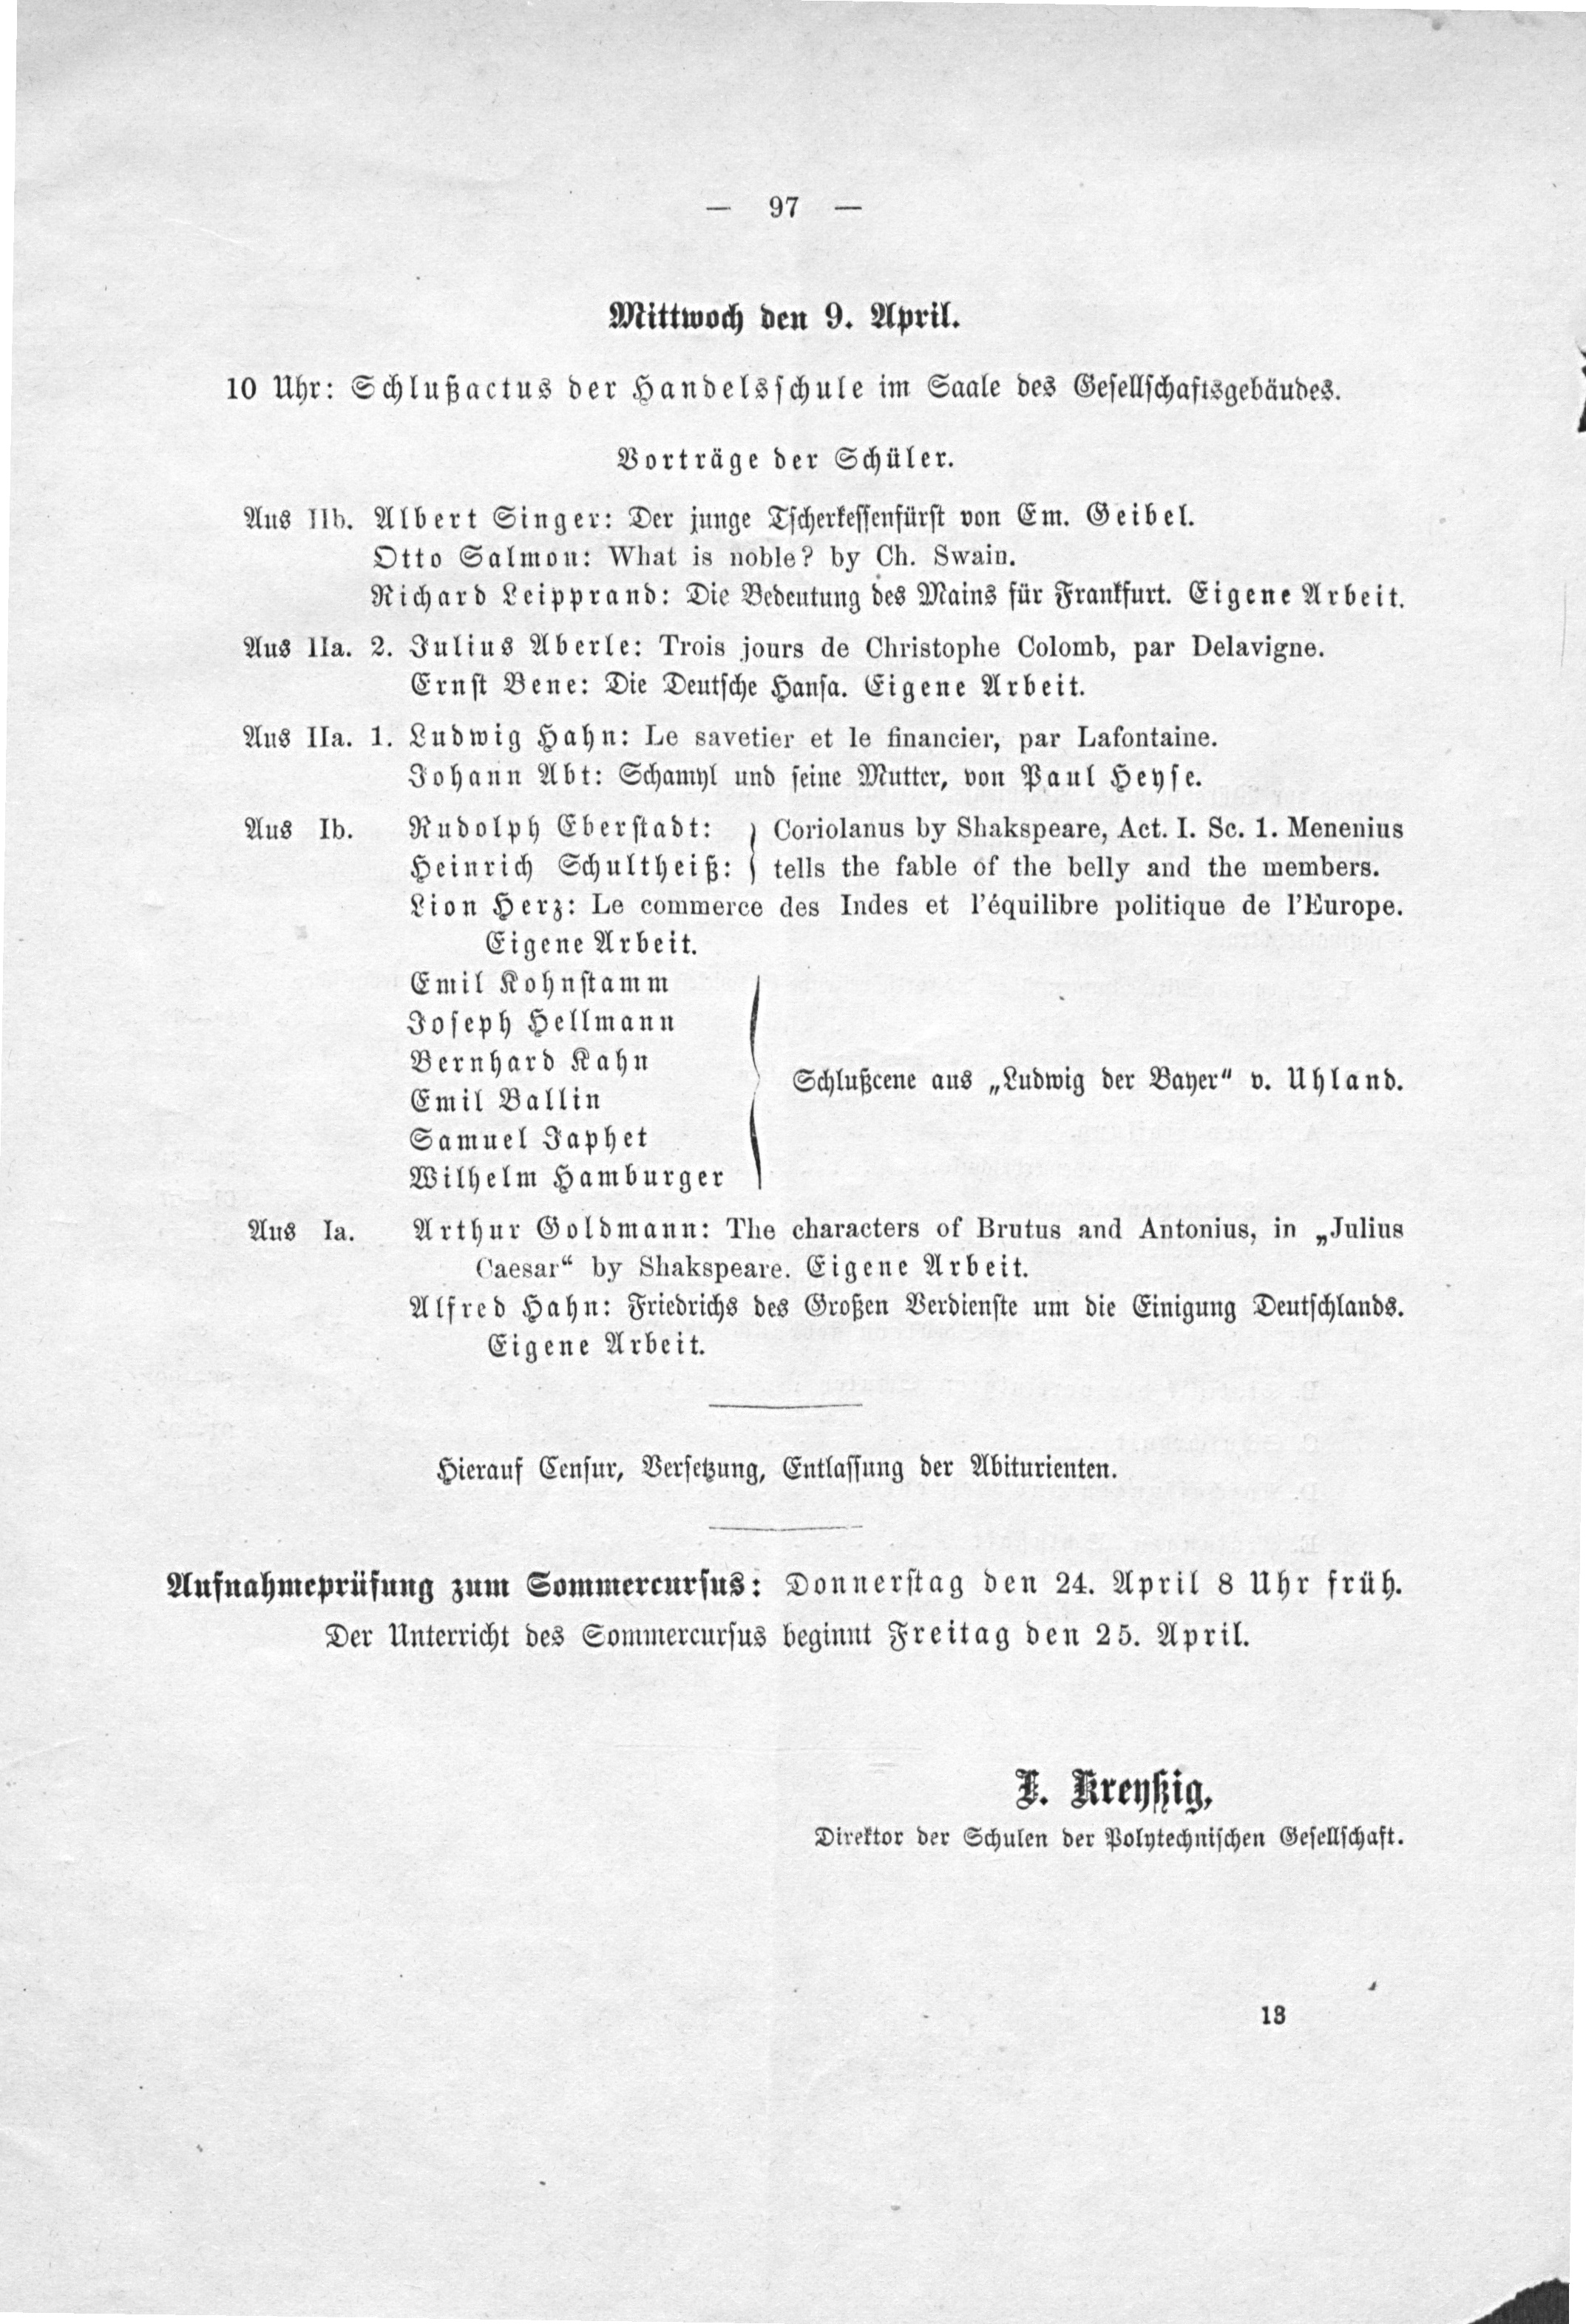 — 97 —
Mittwoch den 9. April.
10 Uhr: Schlußactus der Handelsschule im Saale des Gesellschaftsgebäudes.
Vorträge der Schüler.
Aus IIb. Albert Singer: Der junge Tscherkessenfürst von Em. Geibel.
Otto Salmon: What is noble? by Ch. Swain.
Richard Leipprand: Die Bedeutung des Mains für Frankfurt. Eigene Arbeit.
Aus IIa. 2. Julius Aberle: Trois jours de Christophe Colomb, par Delavigne.
Ernst Bene: Die Deutsche Hansa. Eigene Arbeit.
Aus IIa. 1. Ludwig Hahn: Le savetier et le financier, par Lafontaine.
Johann Abt: Schamyl und seine Mutter, von Paul Heyse.
Aus Ib. Rudolph Eberstadt: } Coriolanus by Shakspeare, Act. I. Sc. 1. Menenius
Heinrich Schultheiß: } tells the fable of the belly and the members.
Lion Herz: Le commerce des Indes et l'équilibre politique de l'Europe.
Eigene Arbeit.
Emil Kohnstamm
Joseph Hellmann
Bernhard Kahn
Schlußcene aus „Ludwig der Bayer“ v. Uhland.
Emil Ballin
Samuel Japhet
Wilhelm Hamburger
Aus Ia. Arthur Goldmann: The characters of Brutus and Antonius, in „Julius
Caesar“ by Shakspeare. Eigene Arbeit.
Alfred Hahn: Friedrichs des Großen Verdienste um die Einigung Deutschlands.
Eigene Arbeit.
Hierauf Censur, Versetzung, Entlassung der Abiturienten.
Aufnahmeprüfung zum Sommercursus: Donnerstag den 24. April 8 Uhr früh.
Der Unterricht des Sommercursus beginnt Freitag den 25. April.
F. Kreyßig,
Direktor der Schulen der Polytechnischen Gesellschaft.
13